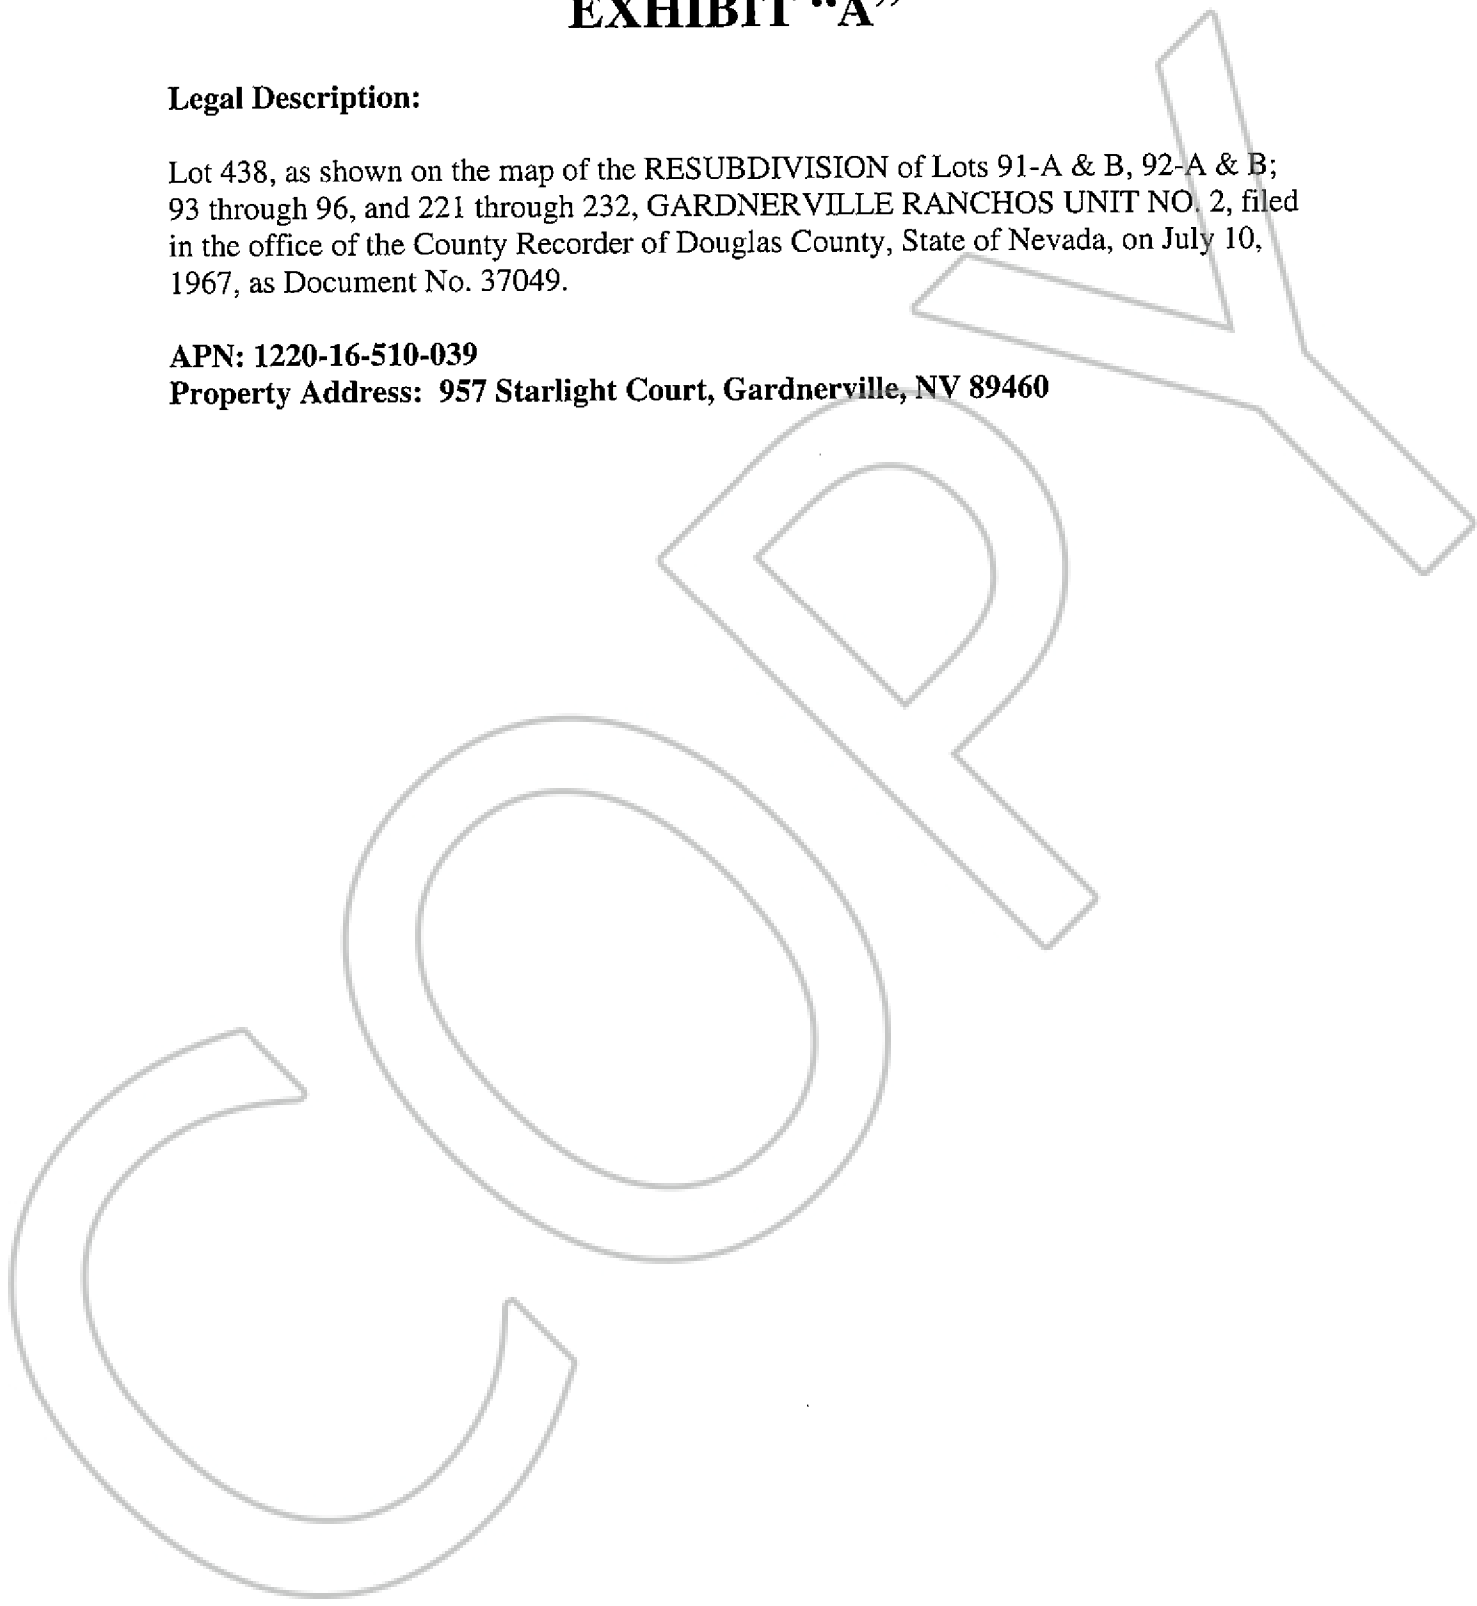 EXHIBIT “A”
Legal Description:
Lot 438, as shown on the map of the RESUBDIVISION of Lots 91-A & B, 92-A & B;
93 through 96, and 221 through 232, GARDNERVILLE RANCHOS UNIT NO. 2, filed
in the office of the County Recorder of Douglas County, State of Nevada, on July 10,
1967, as Document No. 37049.
APN: 1220-16-510-039
Property Address: 957 Starlight Court, Gardnerville, NV 89460
COPY